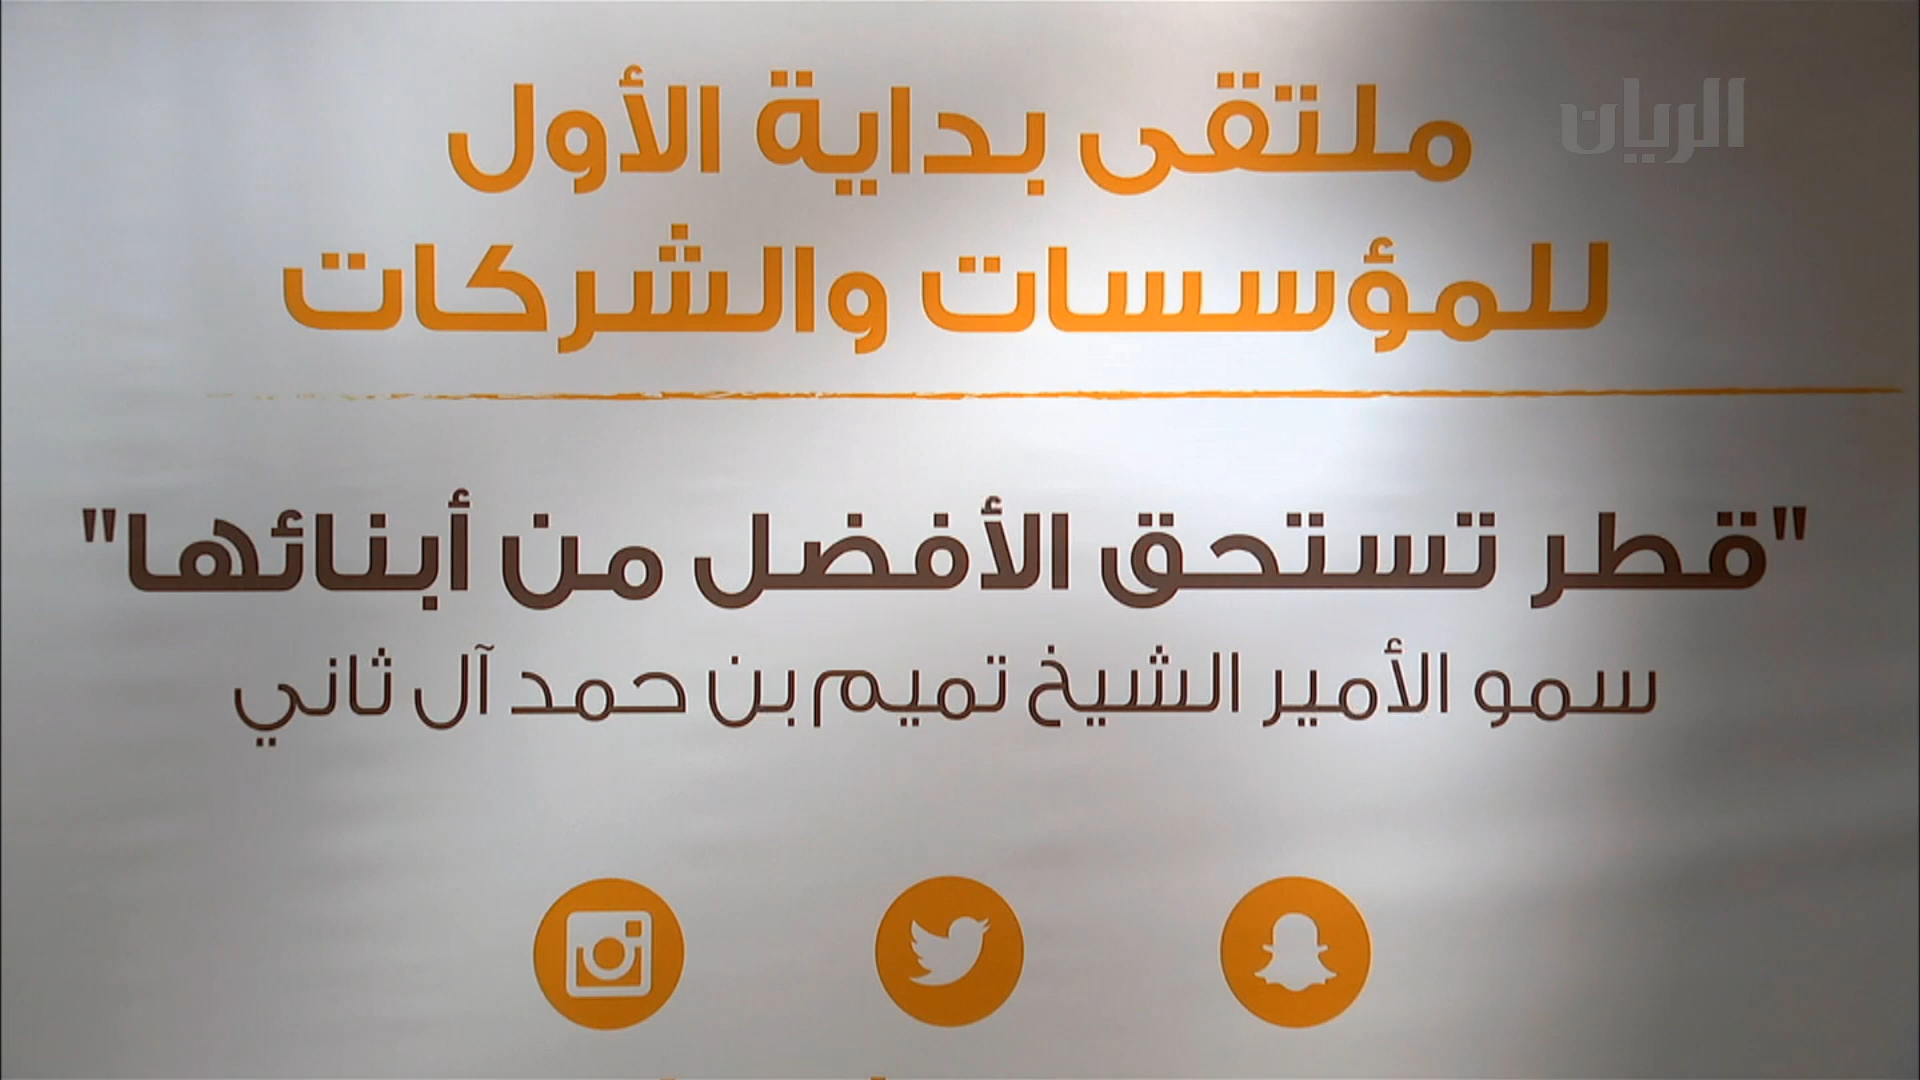 الريان
ملتقى بداية الأول
للمؤسسات والشركات
"قطر تستحق الأفضل من أبنائها"
سمو الأمير الشيخ تميم بن حمد آل ثاني